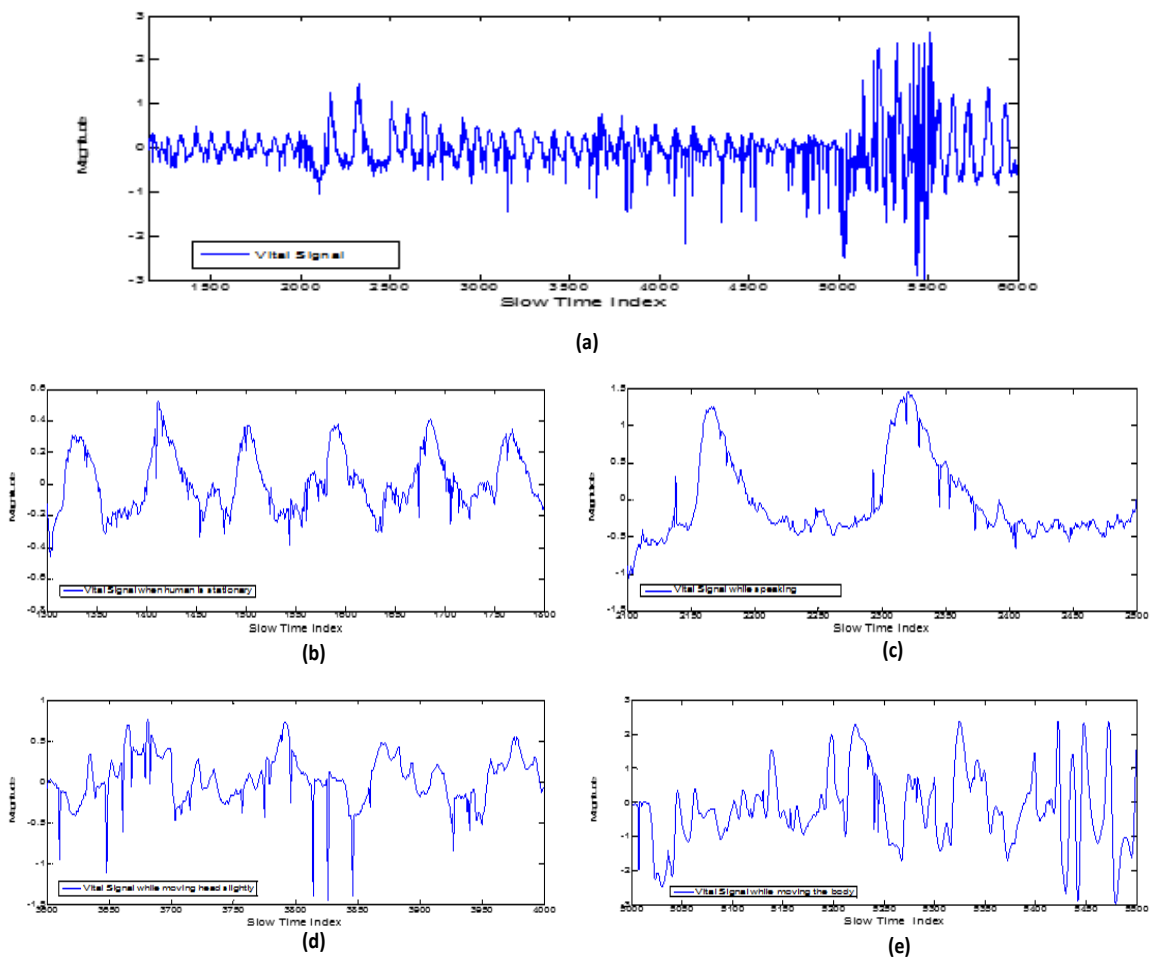 3
2
1
0
-1
-2
-3
Magnitude
Vital Signal
1500 2000 2500 3000 3500 4000 4500 5000 5500 6000
Slow Time Index
(a)
0.6
0.4
0.2
0
-0.2
-0.4
-0.6
-0.8
Magnitude
Vital Signal when human is stationary
1300 1350 1400 1450 1500 1550 1600 1650 1700 1750 1800
Slow Time Index
(b)
1.5
1
0.5
0
-0.5
-1
-1.5
Magnitude
Vital Signal while speaking
2100 2150 2200 2250 2300 2350 2400 2450 2500
Slow Time Index
(c)
1
0.5
0
-0.5
-1
-1.5
Magnitude
Vital Signal while moving head slightly
3600 3650 3700 3750 3800 3850 3900 3950 4000
Slow Time Index
(d)
3
2
1
0
-1
-2
-3
Magnitude
Vital Signal while moving the body
5000 5050 5100 5150 5200 5250 5300 5350 5400 5450 5500
Slow Time Index
(e)